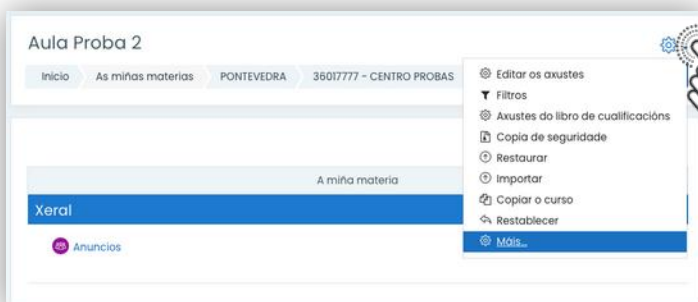 Aula Proba 2
Inicio As miñas materias PONTEVEDRA 36017777 - CENTRO PROBAS
Editar os axustes
Filtros
Axustes do libro de cualificacións
Copia de seguridade
Restaurar
Importar
Copiar o curso
Restablecer
Máis...
A miña materia
Xeral
Anuncios